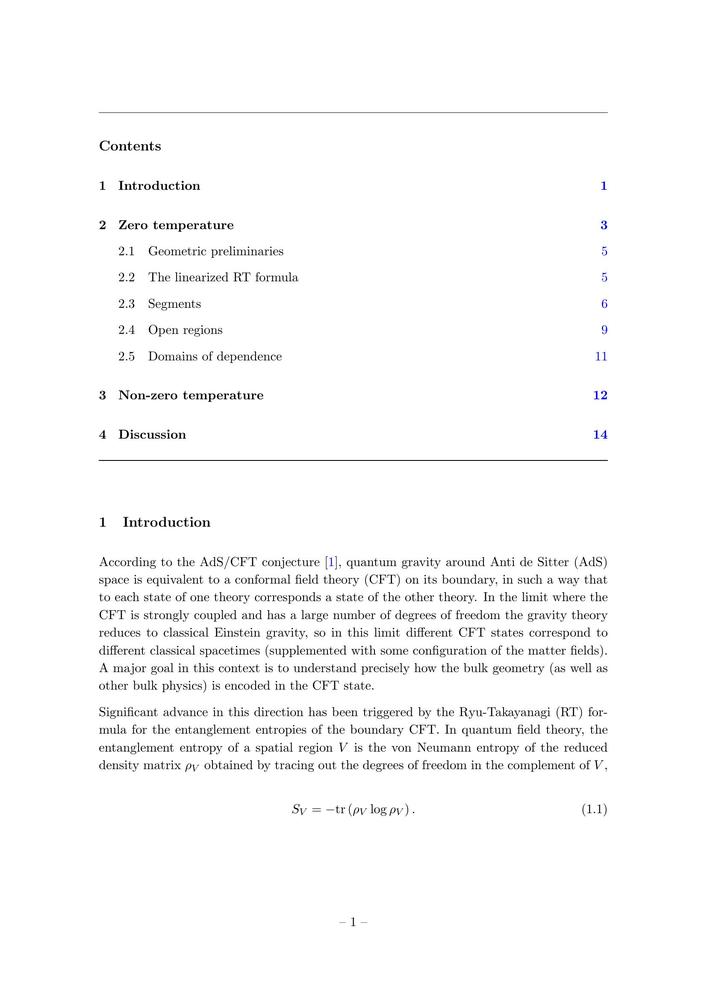 Contents
1 Introduction 1
2 Zero temperature 3
2.1 Geometric preliminaries 5
2.2 The linearized RT formula 5
2.3 Segments 6
2.4 Open regions 9
2.5 Domains of dependence 11
3 Non-zero temperature 12
4 Discussion 14
1 Introduction
According to the AdS/CFT conjecture [1], quantum gravity around Anti de Sitter (AdS)
space is equivalent to a conformal field theory (CFT) on its boundary, in such a way that
to each state of one theory corresponds a state of the other theory. In the limit where the
CFT is strongly coupled and has a large number of degrees of freedom the gravity theory
reduces to classical Einstein gravity, so in this limit different CFT states correspond to
different classical spacetimes (supplemented with some configuration of the matter fields).
A major goal in this context is to understand precisely how the bulk geometry (as well as
other bulk physics) is encoded in the CFT state.
Significant advance in this direction has been triggered by the Ryu-Takayanagi (RT) for-
mula for the entanglement entropies of the boundary CFT. In quantum field theory, the
entanglement entropy of a spatial region V is the von Neumann entropy of the reduced
density matrix ρ_V obtained by tracing out the degrees of freedom in the complement of V,
S_V = −tr (ρ_V log ρ_V) . (1.1)
– 1 –